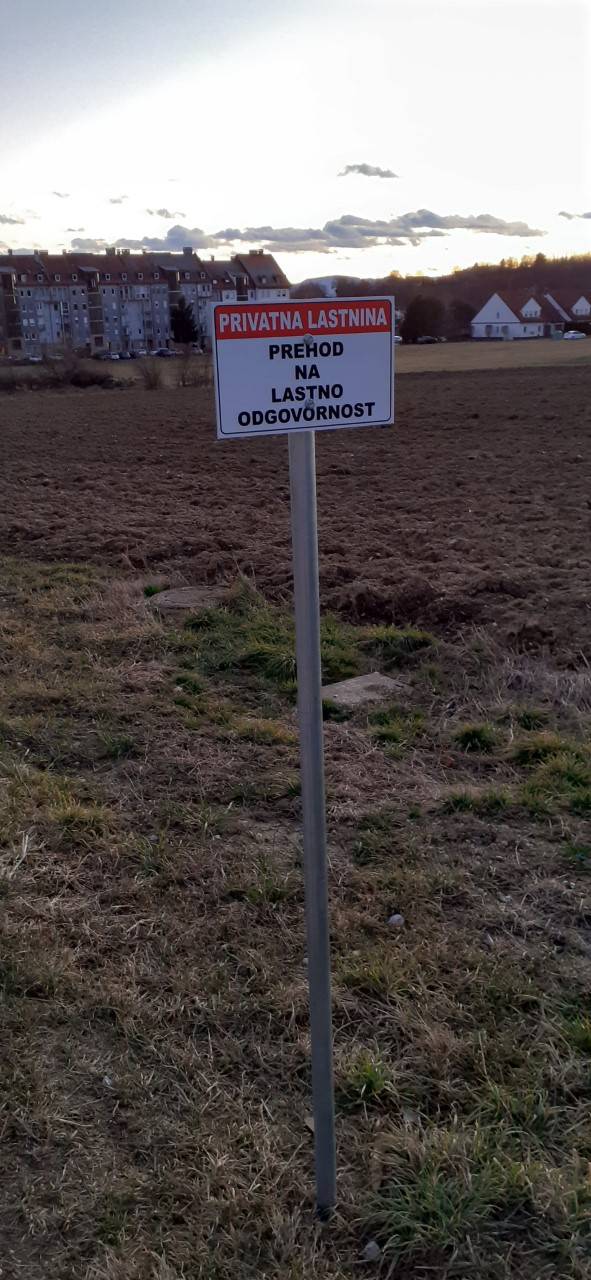 PRIVATNA LASTNINA
PREHOD
NA
LASTNO
ODGOVORNOST